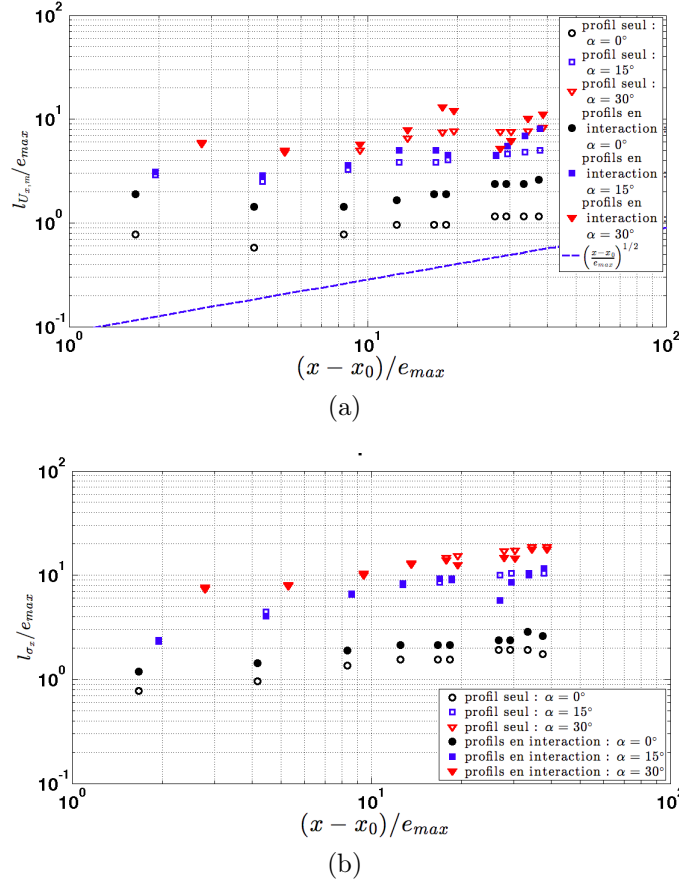 10²
10¹
10⁰
10⁻¹
l_{U_{x,m}}/e_{max}
10⁰
10¹
10²
(x − x₀)/e_{max}
profil seul :
α = 0°
profil seul :
α = 15°
profil seul :
α = 30°
profils en
interaction :
α = 0°
profils en
interaction :
α = 15°
profils en
interaction :
α = 30°
((x−x₀)/e_{max})^{1/2}
(a)
10²
10¹
10⁰
10⁻¹
l_{σ_x}/e_{max}
profil seul : α = 0°
profil seul : α = 15°
profil seul : α = 30°
profils en interaction : α = 0°
profils en interaction : α = 15°
profils en interaction : α = 30°
10⁰
10¹
10²
(x − x₀)/e_{max}
(b)